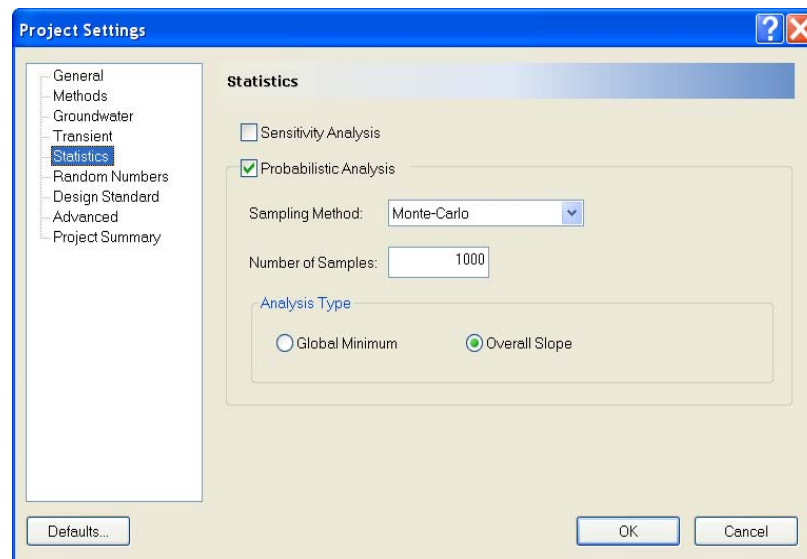 Project Settings
General
Methods
Groundwater
Transient
Statistics
Random Numbers
Design Standard
Advanced
Project Summary
Statistics
Sensitivity Analysis
Probabilistic Analysis
Sampling Method: Monte-Carlo
Number of Samples: 1000
Analysis Type
Global Minimum Overall Slope
Defaults... OK Cancel